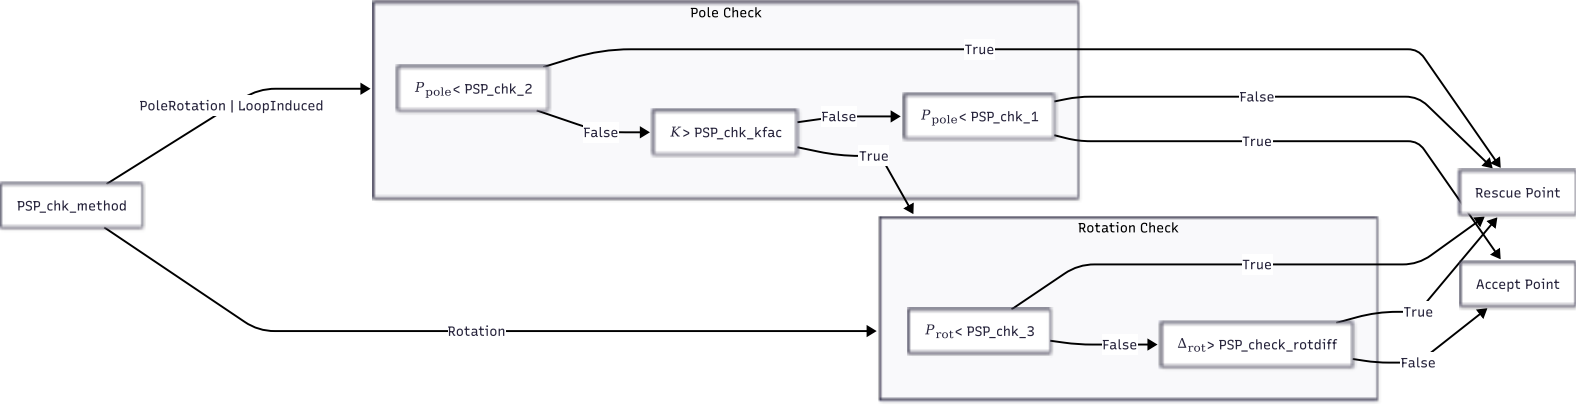 Pole Check
True
P_pole < PSP_chk_2
PoleRotation | LoopInduced
False
P_pole < PSP_chk_1
False
False
K > PSP_chk_kfac
True
True
PSP_chk_method
Rescue Point
Rotation Check
True
Accept Point
Rotation
P_rot < PSP_chk_3
False
Δ_rot > PSP_check_rotdiff
True
False